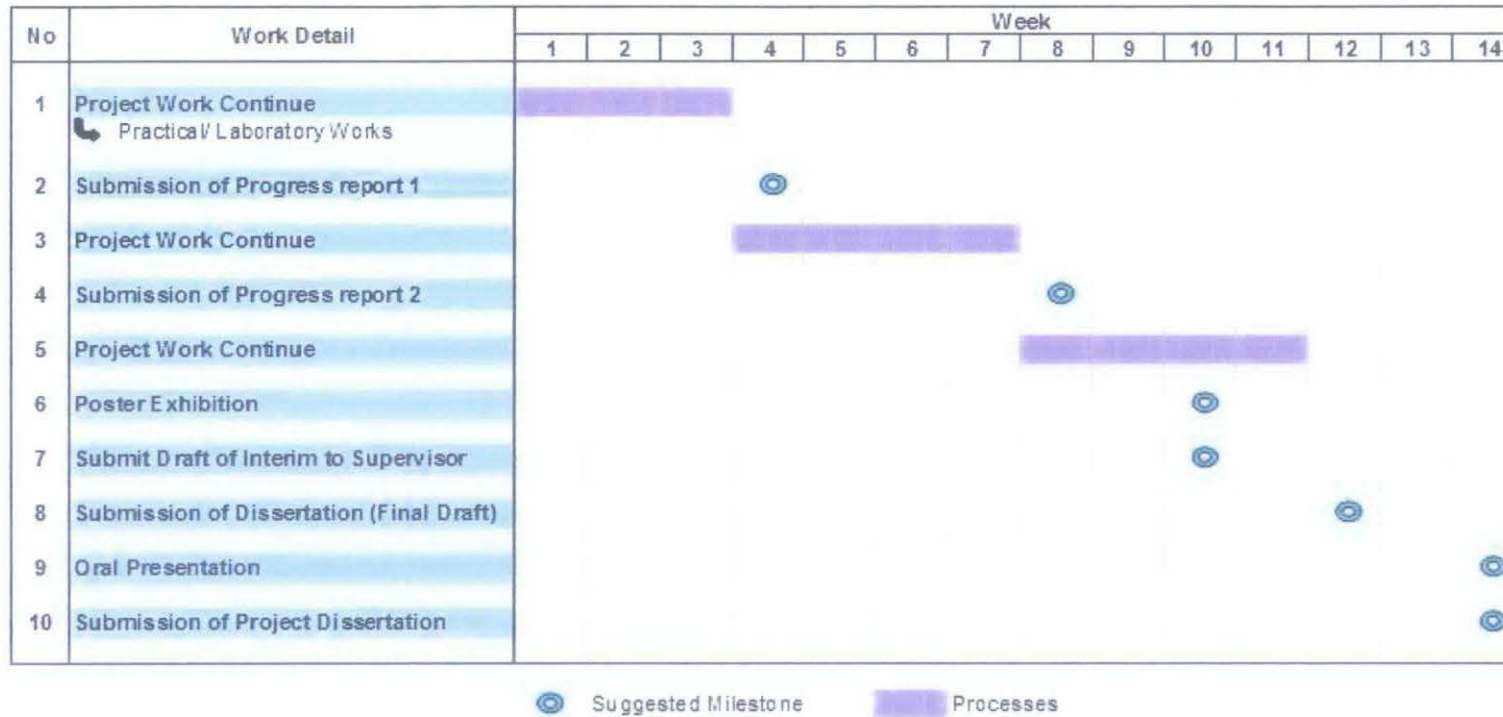 No Work Detail Week
1 2 3 4 5 6 7 8 9 10 11 12 13 14
1 Project Work Continue
Practical/ Laboratory Works
2 Submission of Progress report 1
3 Project Work Continue
4 Submission of Progress report 2
5 Project Work Continue
6 Poster Exhibition
7 Submit Draft of Interim to Supervisor
8 Submission of Dissertation (Final Draft)
9 Oral Presentation
10 Submission of Project Dissertation
Suggested Milestone Processes